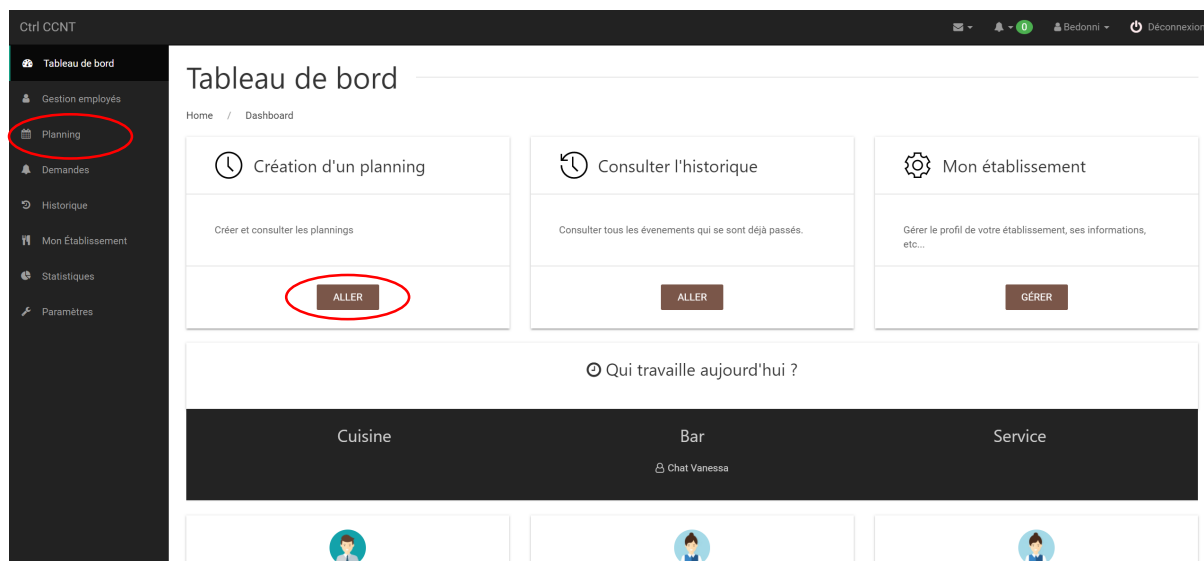 Ctrl CCNT
0
Bedonni
Déconnexion
Tableau de bord
Gestion employés
Planning
Demandes
Historique
Mon Établissement
Statistiques
Paramètres
Tableau de bord
Home / Dashboard
Création d'un planning
Créer et consulter les plannings
ALLER
Consulter l'historique
Consulter tous les évenements qui se sont déjà passés.
ALLER
Mon établissement
Gérer le profil de votre établissement, ses informations,
etc...
GÉRER
Qui travaille aujourd'hui ?
Cuisine
Bar
Chat Vanessa
Service